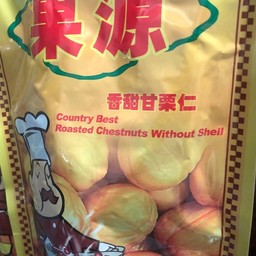 果源
香甜甘栗仁
Country Best
Roasted Chestnuts Without Shell